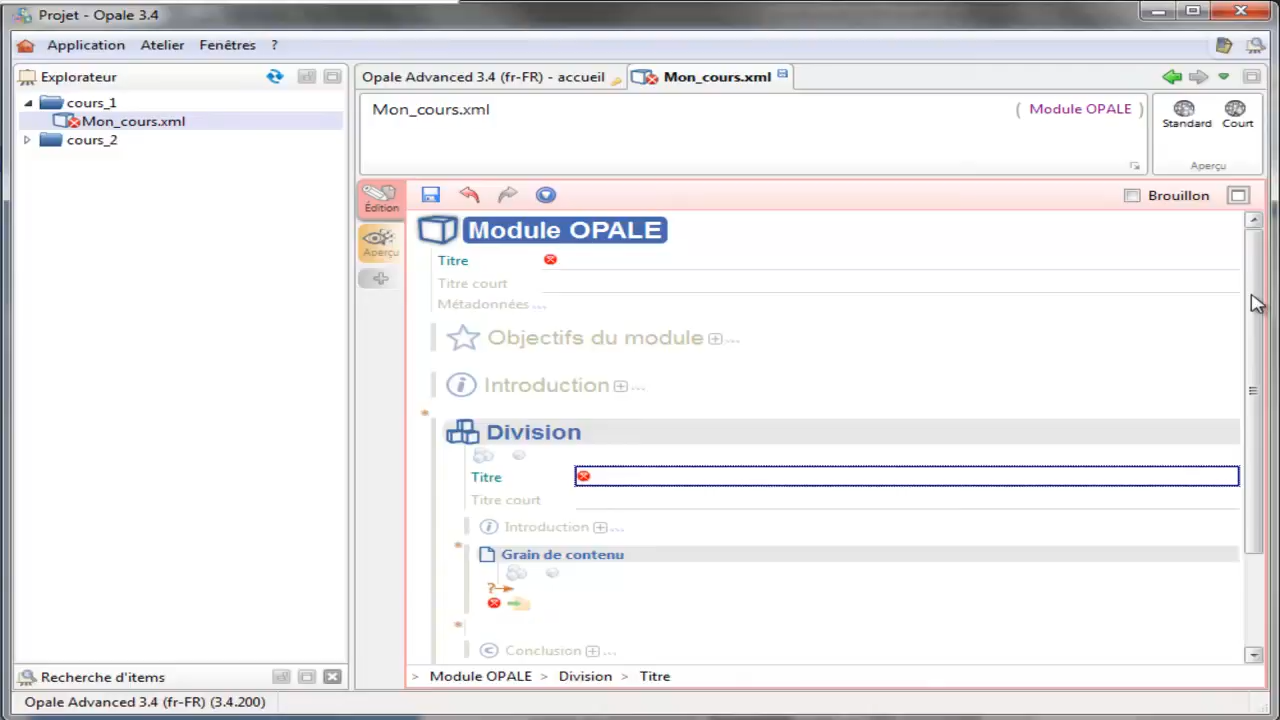 Projet - Opale 3.4
Application Atelier Fenêtres ?
Explorateur
cours_1
Mon_cours.xml
cours_2
Recherche d'items
Opale Advanced 3.4 (fr-FR) - accueil
Mon_cours.xml
Mon_cours.xml
( Module OPALE )
Standard Court
Aperçu
Édition
Aperçu
Brouillon
Module OPALE
Titre
Titre court
Métadonnées ...
Objectifs du module ...
Introduction ...
Division
Titre
Titre court
Introduction ...
Grain de contenu
?
Conclusion ...
> Module OPALE > Division > Titre
Opale Advanced 3.4 (fr-FR) (3.4.200)